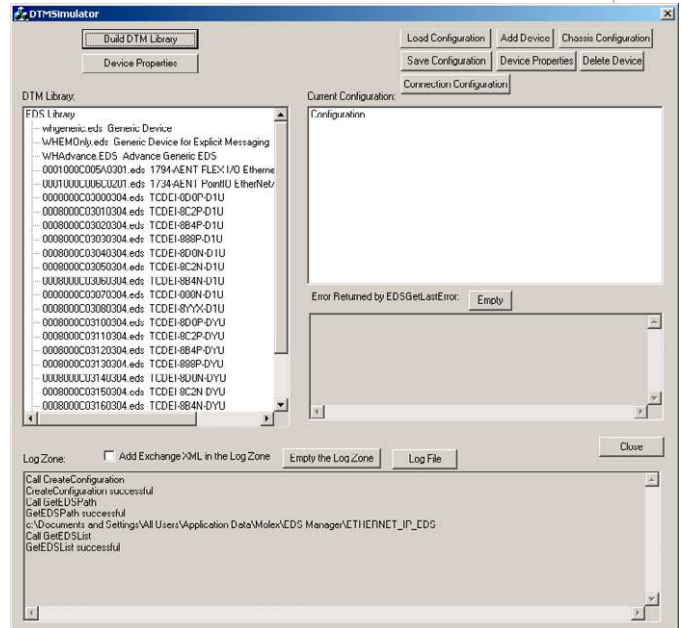 DTMSimulator
Build DTM Library
Load Configuration
Add Device
Chassis Configuration
Device Properties
Save Configuration
Device Properties
Delete Device
Connection Configuration
DTM Library:
Current Configuration:
EDS Library
whgeneric.eds Generic Device
WHEMOnly.eds Generic Device for Explicit Messaging
WHAdvance.EDS Advance Generic EDS
0001000C005A0301.eds 1794-AENT FLEX I/O Etherne
0001000C006C0201.eds 1734-AENT PointIO EtherNet/
0008000C03000304.eds TCDEI-8D0P-D1U
0008000C03010304.eds TCDEI-8C2P-D1U
0008000C03020304.eds TCDEI-8B4P-D1U
0008000C03030304.eds TCDEI-888P-D1U
0008000C03040304.eds TCDEI-8D0N-D1U
0008000C03050304.eds TCDEI-8C2N-D1U
0008000C03060304.eds TCDEI-8B4N-D1U
0008000C03070304.eds TCDEI-888N-D1U
0008000C03080304.eds TCDEI-8YYX-D1U
0008000C03100304.eds TCDEI-8D0P-DYU
0008000C03110304.eds TCDEI-8C2P-DYU
0008000C03120304.eds TCDEI-8B4P-DYU
0008000C03130304.eds TCDEI-888P-DYU
0008000C03140304.eds TCDEI-8D0N-DYU
0008000C03150304.eds TCDEI-8C2N-DYU
0008000C03160304.eds TCDEI-8B4N-DYU
Configuration
Error Returned by EDSGetLastError:
Empty
Close
Log Zone:
Add Exchange XML in the Log Zone
Empty the Log Zone
Log File
Call CreateConfiguration
CreateConfiguration successful
Call GetEDSPath
GetEDSPath successful
c:\Documents and Settings\All Users\Application Data\Molex\EDS Manager\ETHERNET_IP_EDS
Call GetEDSList
GetEDSList successful